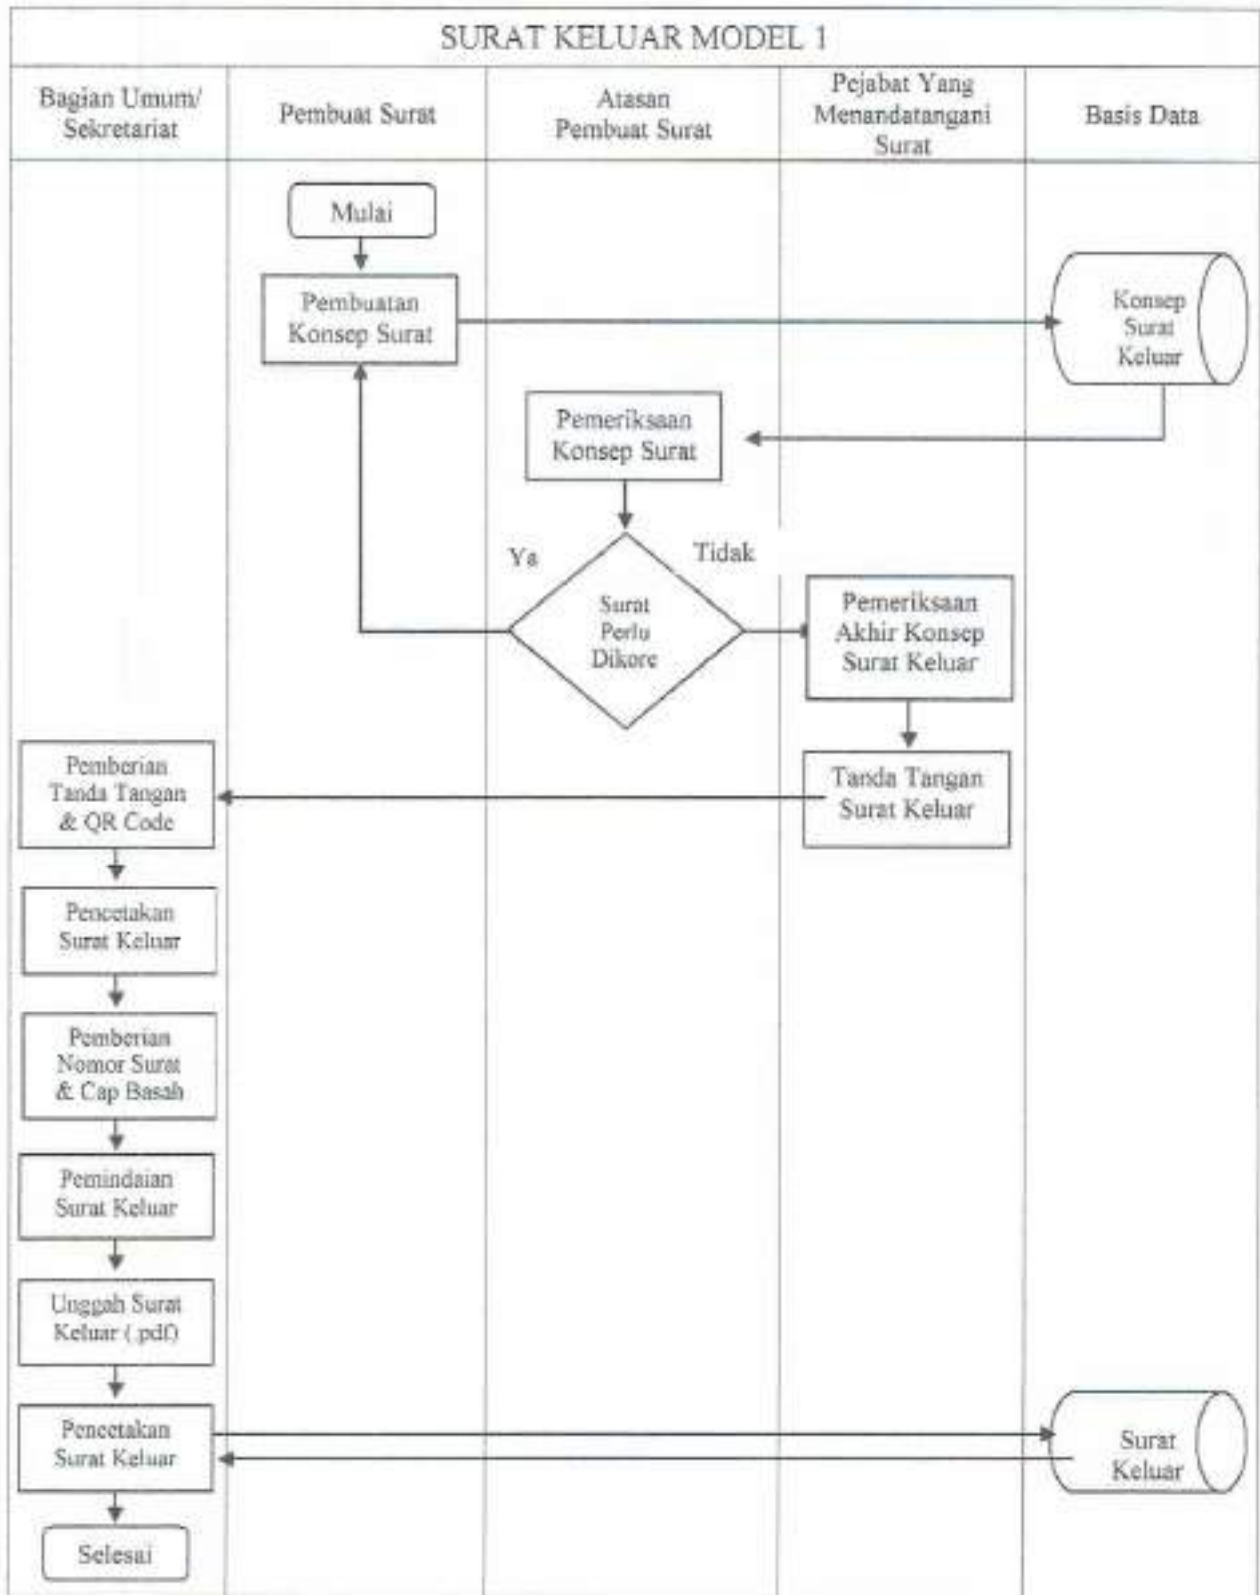 SURAT KELUAR MODEL 1
Bagian Umum/
Sekretariat
Pembuat Surat
Atasan
Pembuat Surat
Pejabat Yang
Menandatangani
Surat
Basis Data
Mulai
Pembuatan
Konsep Surat
Konsep
Surat
Keluar
Pemeriksaan
Konsep Surat
Ya
Tidak
Surat
Perlu
Dikore
Pemeriksaan
Akhir Konsep
Surat Keluar
Tanda Tangan
Surat Keluar
Pemberian
Tanda Tangan
& QR Code
Pencetakan
Surat Keluar
Pemberian
Nomor Surat
& Cap Basah
Pemindaian
Surat Keluar
Unggah Surat
Keluar (.pdf)
Pencetakan
Surat Keluar
Surat
Keluar
Selesai